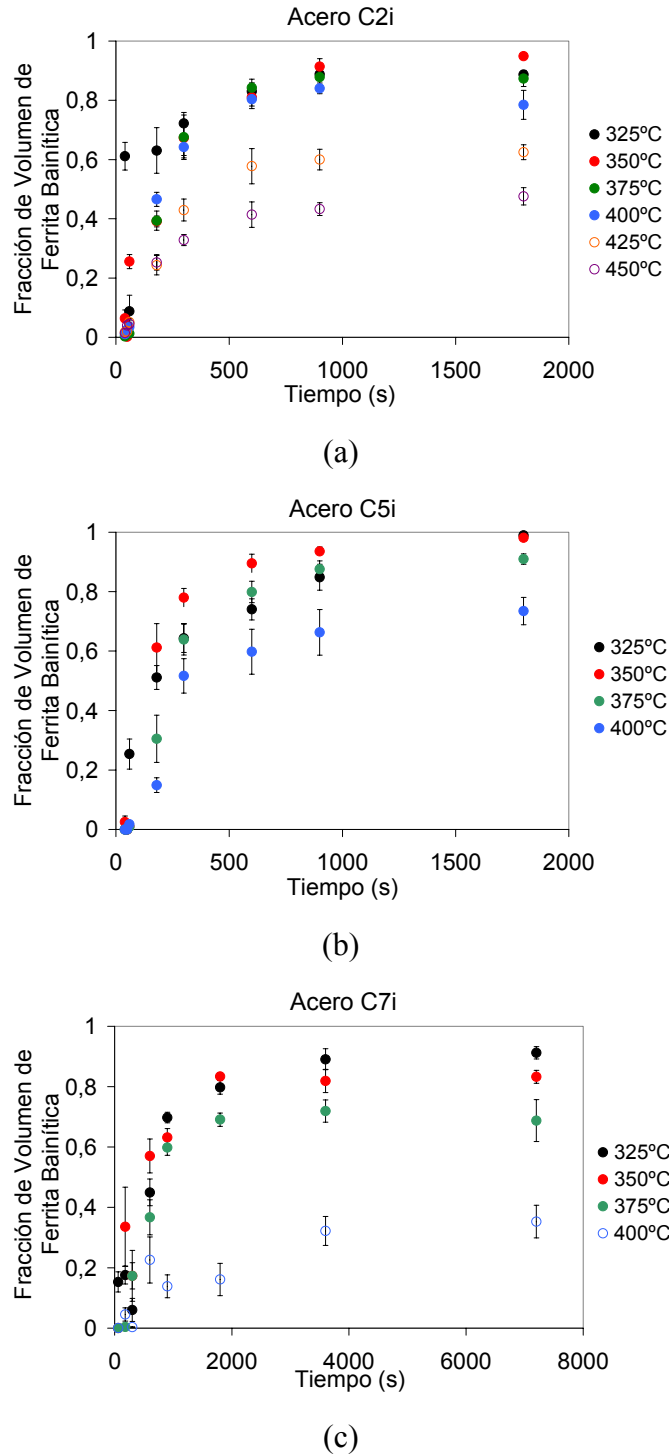 Acero C2i
Fracción de Volumen de
Ferrita Bainítica
1
0,8
0,6
0,4
0,2
0
0
500
1000
1500
2000
Tiempo (s)
325ºC
350ºC
375ºC
400ºC
425ºC
450ºC
(a)
Acero C5i
Fracción de Volumen de
Ferrita Bainítica
1
0,8
0,6
0,4
0,2
0
0
500
1000
1500
2000
Tiempo (s)
325ºC
350ºC
375ºC
400ºC
(b)
Acero C7i
Fracción de Volumen de
Ferrita Bainítica
1
0,8
0,6
0,4
0,2
0
0
2000
4000
6000
8000
Tiempo (s)
325ºC
350ºC
375ºC
400ºC
(c)